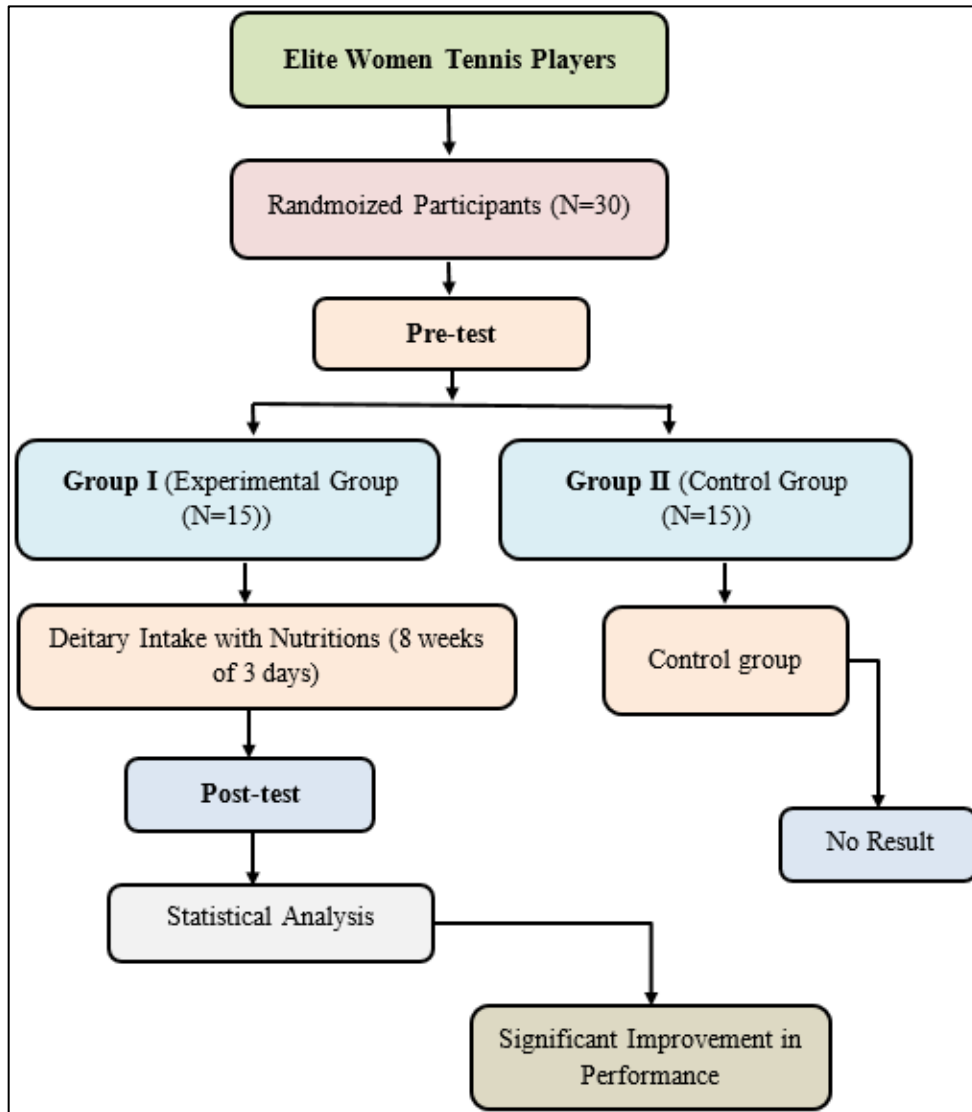 Elite Women Tennis Players
Randmoized Participants (N=30)
Pre-test
Group I (Experimental Group
(N=15))
Group II (Control Group
(N=15))
Deitary Intake with Nutritions (8 weeks
of 3 days)
Control group
Post-test
No Result
Statistical Analysis
Significant Improvement in
Performance